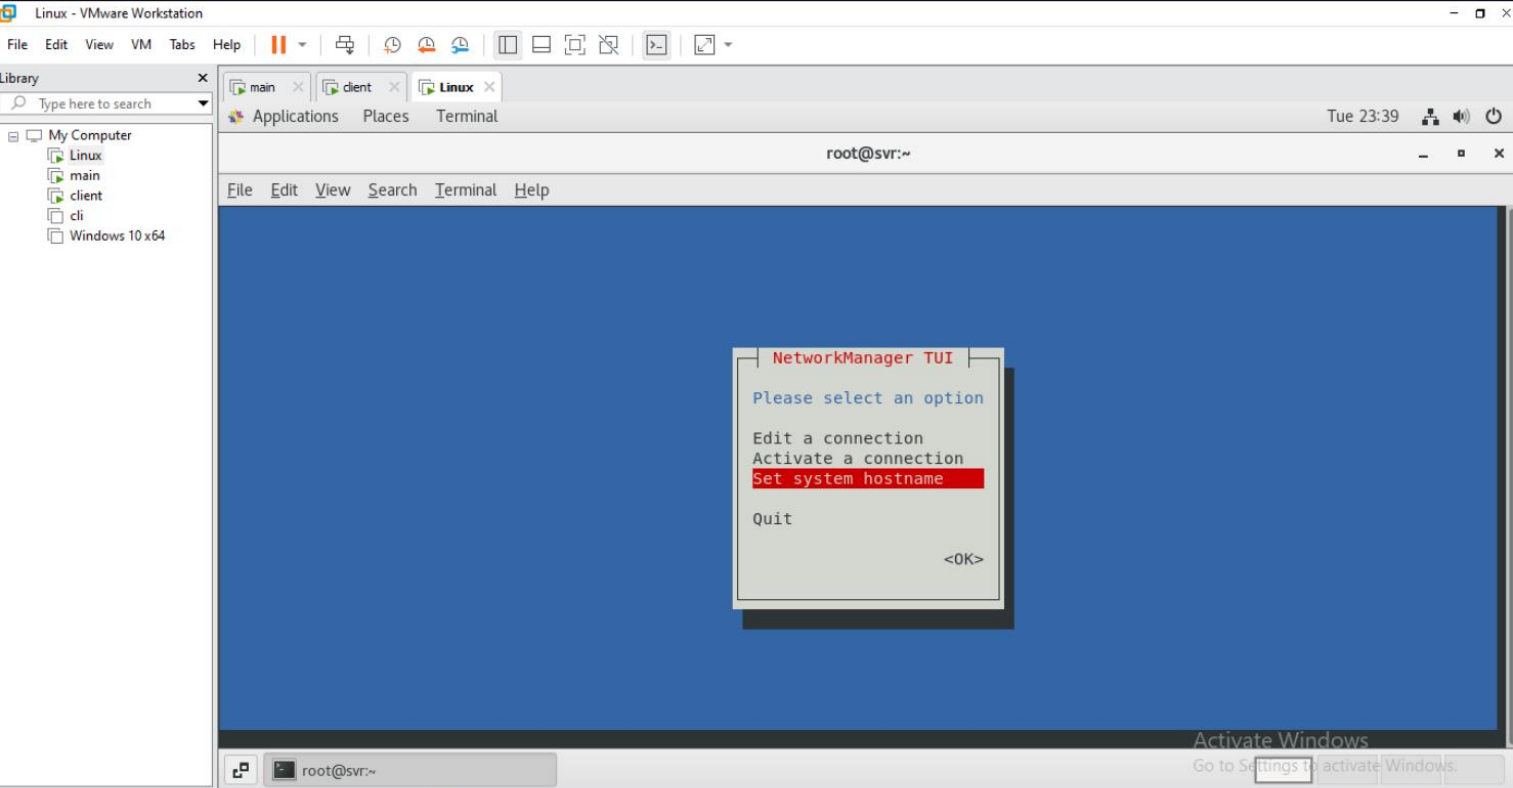 Linux - VMware Workstation
File Edit View VM Tabs Help
Library
Type here to search
My Computer
Linux
main
client
cli
Windows 10 x64
main client Linux
Applications Places Terminal Tue 23:39
root@svr:~
File Edit View Search Terminal Help
NetworkManager TUI
Please select an option
Edit a connection
Activate a connection
Set system hostname
Quit
<OK>
Activate Windows
Go to Settings to activate Windows.
root@svr:~